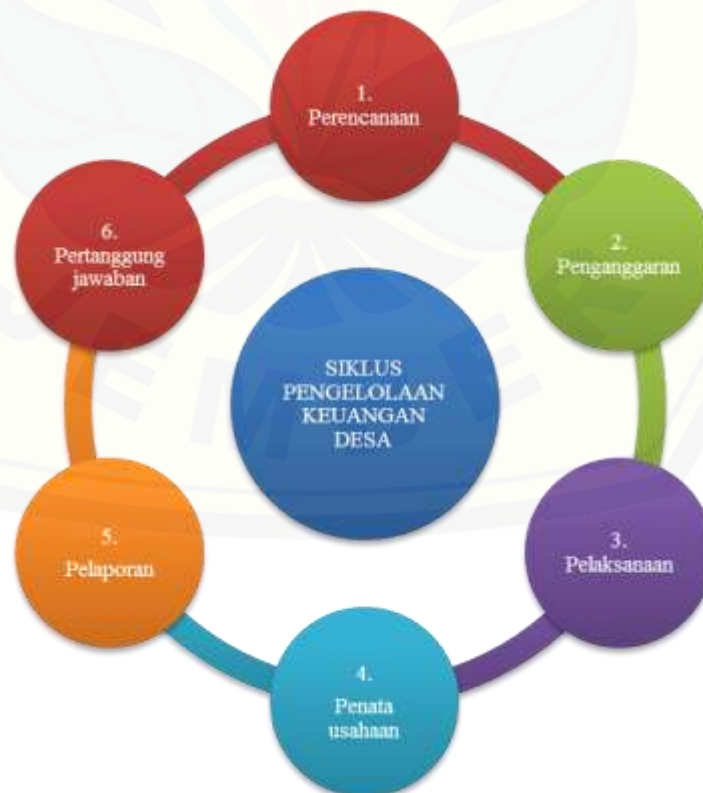 1.
Perencanaan
2.
Penganggaran
3.
Pelaksanaan
4.
Penata
usahaan
5.
Pelaporan
6.
Pertanggung
jawaban
SIKLUS
PENGELOLAAN
KEUANGAN
DESA